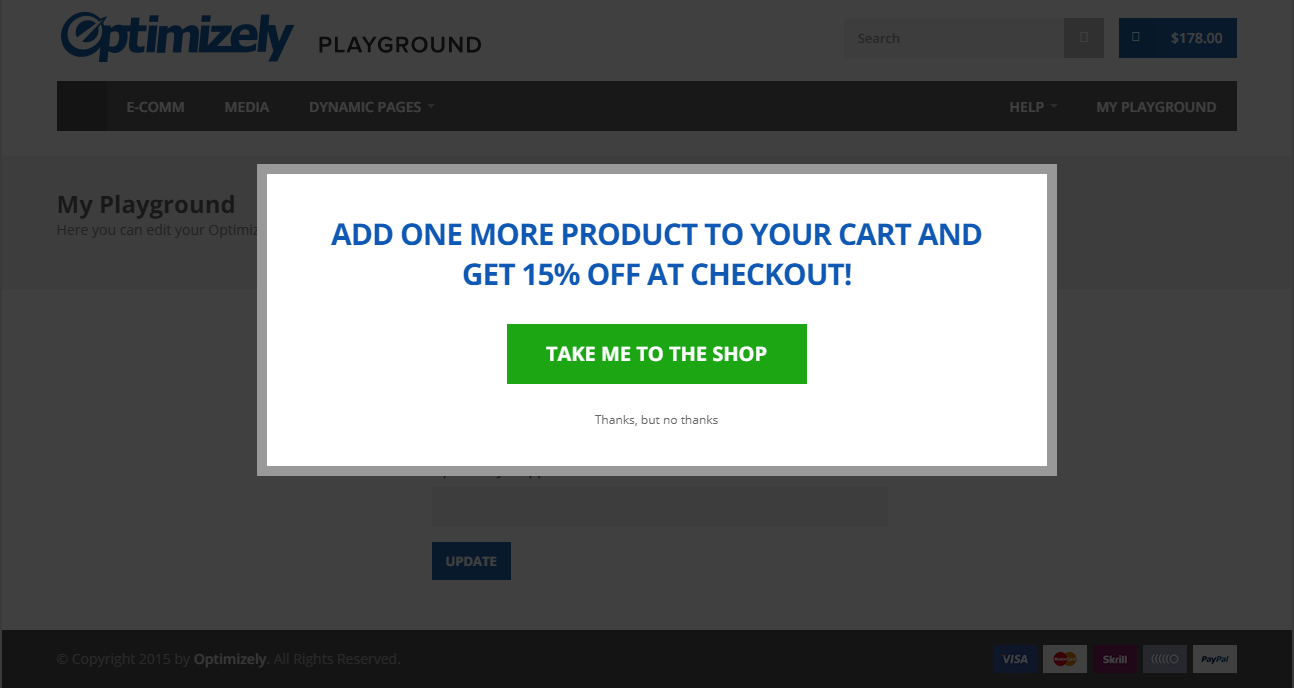 Optimizely PLAYGROUND
Search
$178.00
E-COMM MEDIA DYNAMIC PAGES HELP MY PLAYGROUND
My Playground
Here you can edit your Optimiz
ADD ONE MORE PRODUCT TO YOUR CART AND
GET 15% OFF AT CHECKOUT!
TAKE ME TO THE SHOP
Thanks, but no thanks
UPDATE
© Copyright 2015 by Optimizely. All Rights Reserved.
VISA MasterCard Skrill PayPal